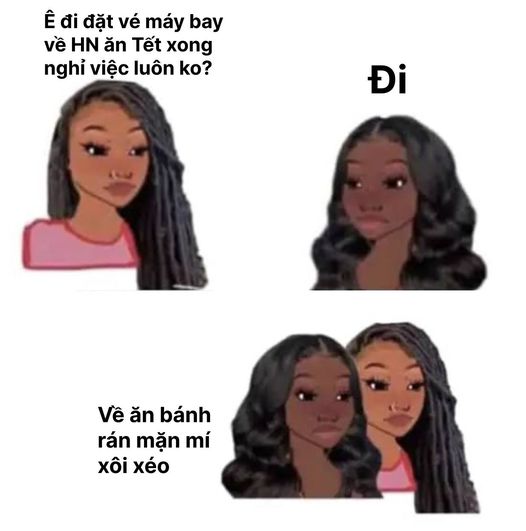 Ê đi đặt vé máy bay
về HN ăn Tết xong
nghỉ việc luôn ko?
Đi
Về ăn bánh
rán mặn mí
xôi xéo